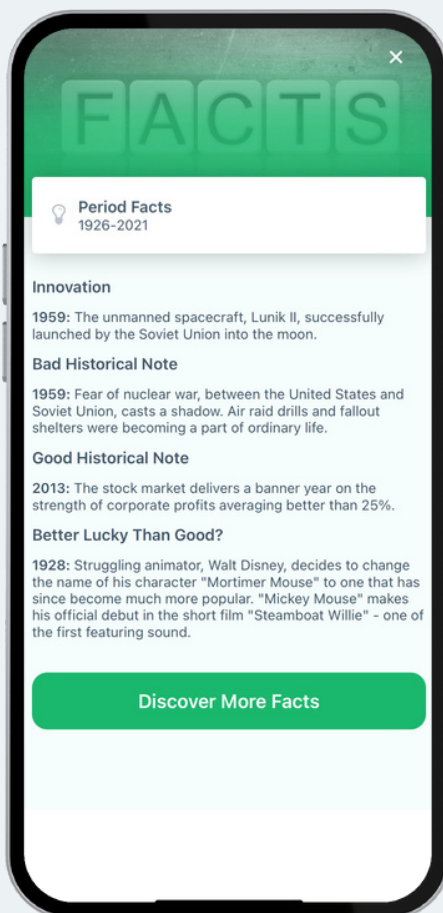 ×
FACTS
Period Facts
1926-2021
Innovation
1959: The unmanned spacecraft, Lunik II, successfully
launched by the Soviet Union into the moon.
Bad Historical Note
1959: Fear of nuclear war, between the United States and
Soviet Union, casts a shadow. Air raid drills and fallout
shelters were becoming a part of ordinary life.
Good Historical Note
2013: The stock market delivers a banner year on the
strength of corporate profits averaging better than 25%.
Better Lucky Than Good?
1928: Struggling animator, Walt Disney, decides to change
the name of his character "Mortimer Mouse" to one that has
since become much more popular. "Mickey Mouse" makes
his official debut in the short film "Steamboat Willie" - one of
the first featuring sound.
Discover More Facts